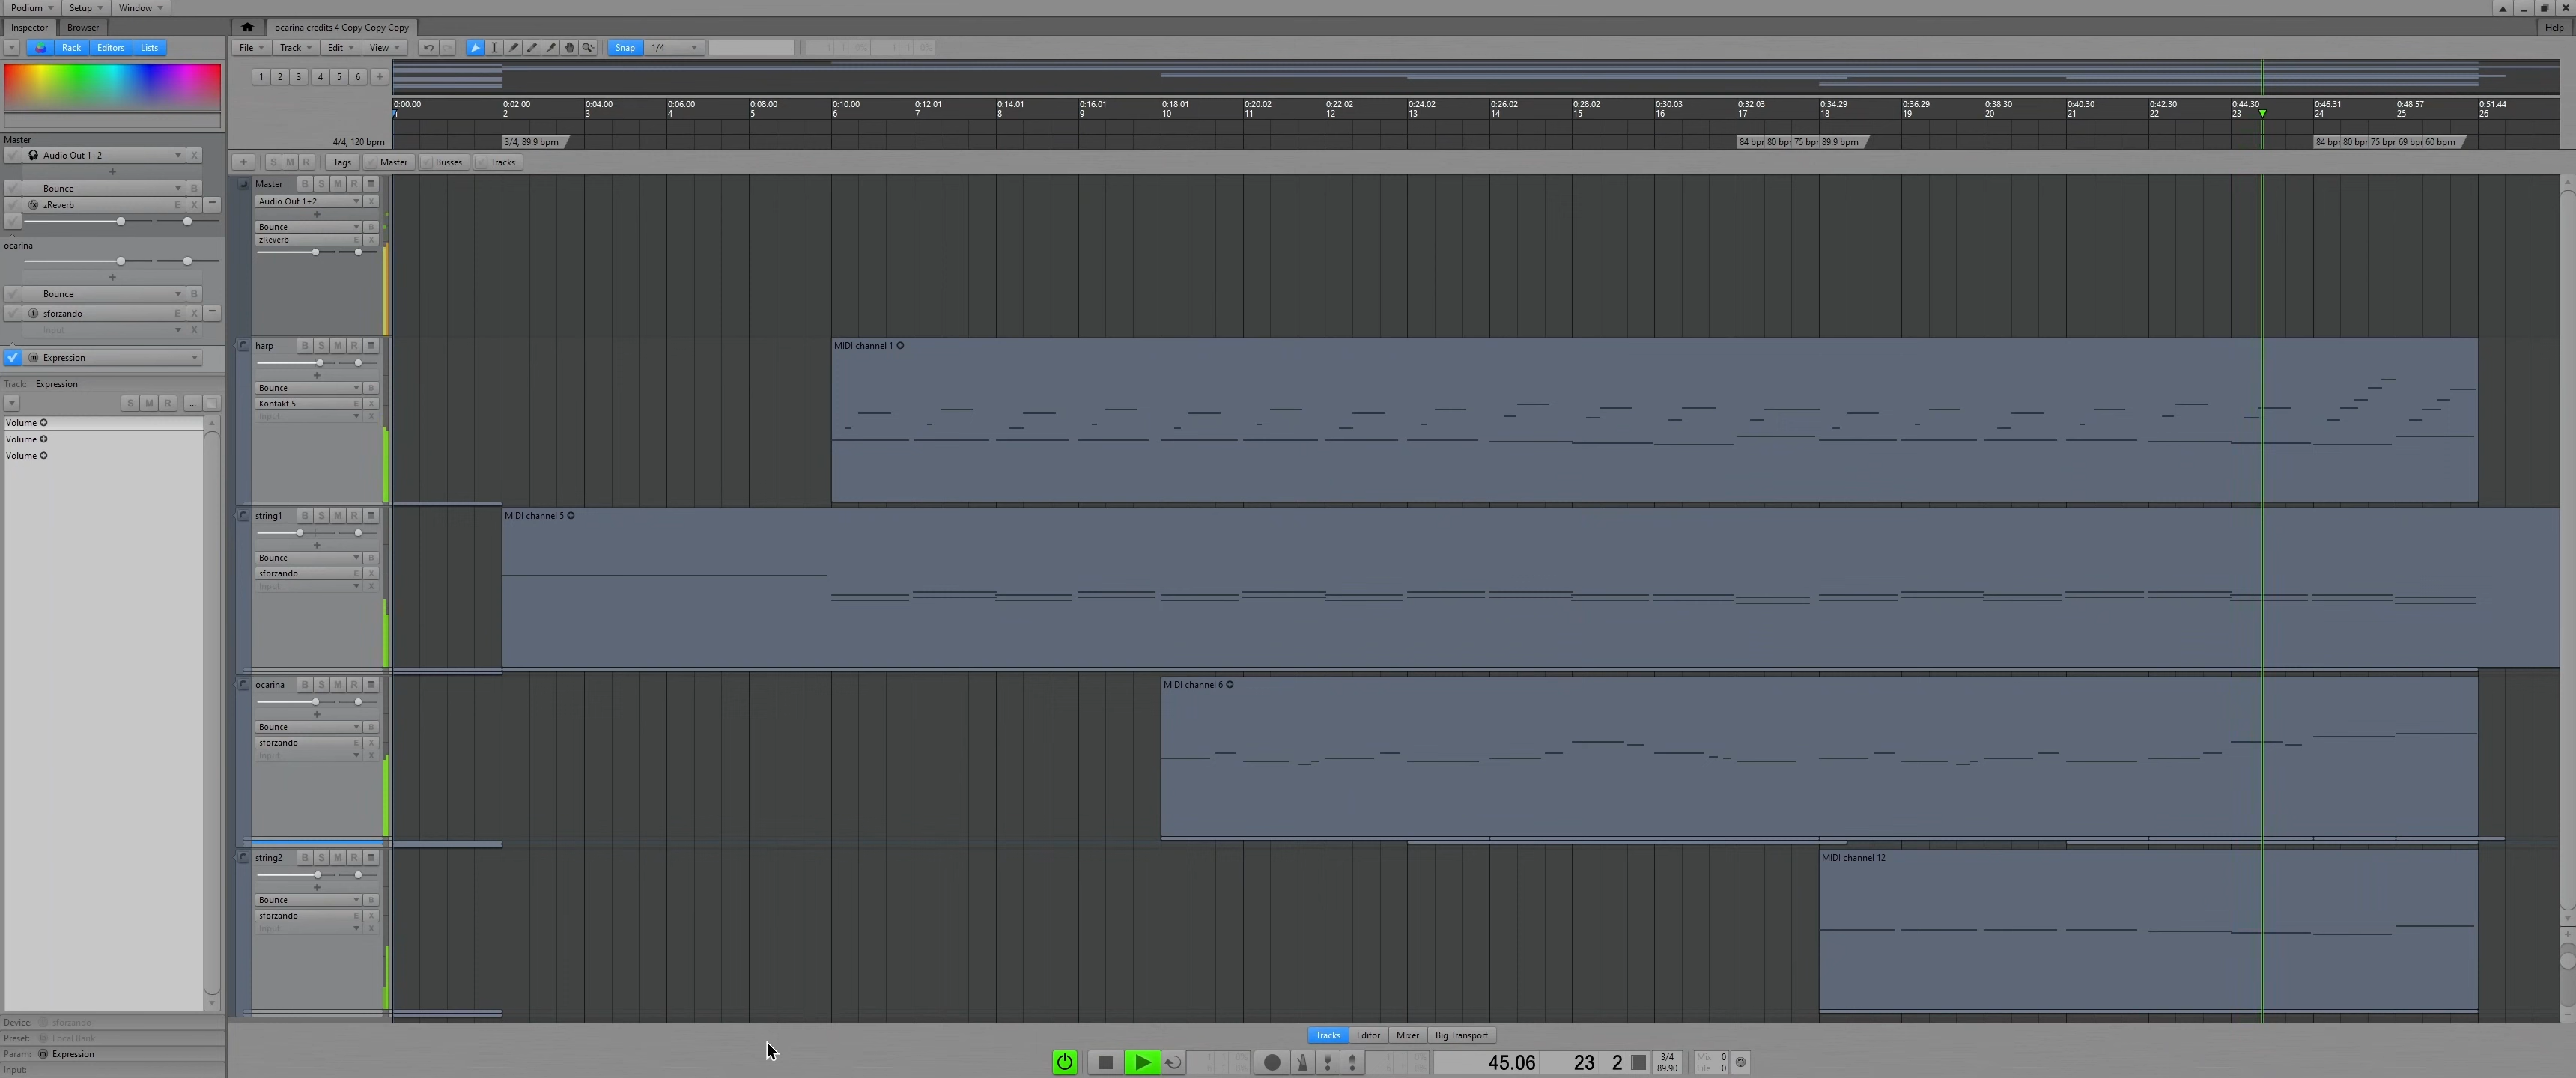 Podium Setup Window
Inspector Browser ocarina credits 4 Copy Copy Copy Help
Rack Editors Lists File Track Edit View Snap 1/4
1 2 3 4 5 6 +
0:00.00 0:02.00 0:04.00 0:06.00 0:08.00 0:10.00 0:12.01 0:14.01 0:16.01 0:18.01 0:20.02 0:22.02 0:24.02 0:26.02 0:28.02 0:30.03 0:32.03 0:34.29 0:36.29 0:38.30 0:40.30 0:42.30 0:44.30 0:46.31 0:48.57 0:51.44
1 2 3 4 5 6 7 8 9 10 11 12 13 14 15 16 17 18 19 20 21 22 23 24 25 26
4/4, 120 bpm 3/4, 89.9 bpm 84 bpr 80 bpr 75 bpr 89.9 bpm 84 bpr 80 bpr 75 bpr 69 bpr 60 bpm
+ S M R Tags Master Busses Tracks
Master
Audio Out 1+2 X
+
Bounce B
zReverb E X
ocarina
+
Bounce B
sforzando E X
input X
Expression
Track: Expression
S M R ...
Volume
Volume
Volume
Device: sforzando
Preset: Local Bank
Param: Expression
Input:
Master B S M R
Audio Out 1+2 X
+
Bounce B
zReverb E X
harp B S M R
MIDI channel 1
+
Bounce B
Kontakt 5 E X
input X
string1 B S M R
MIDI channel 5
+
Bounce B
sforzando E X
input X
ocarina B S M R
MIDI channel 6
+
Bounce B
sforzando E X
input X
string2 B S M R
MIDI channel 12
+
Bounce B
sforzando E X
input X
Tracks Editor Mixer Big Transport
45.06 23 2 3/4 89.90 Mix 0 File 0